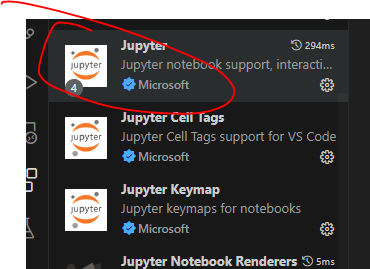 jupyter
4
Jupyter
294ms
Jupyter notebook support, interacti...
Microsoft
jupyter
Jupyter Cell Tags
Jupyter Cell Tags support for VS Code
Microsoft
jupyter
Jupyter Keymap
Jupyter keymaps for notebooks
Microsoft
Jupyter Notebook Renderers
5ms